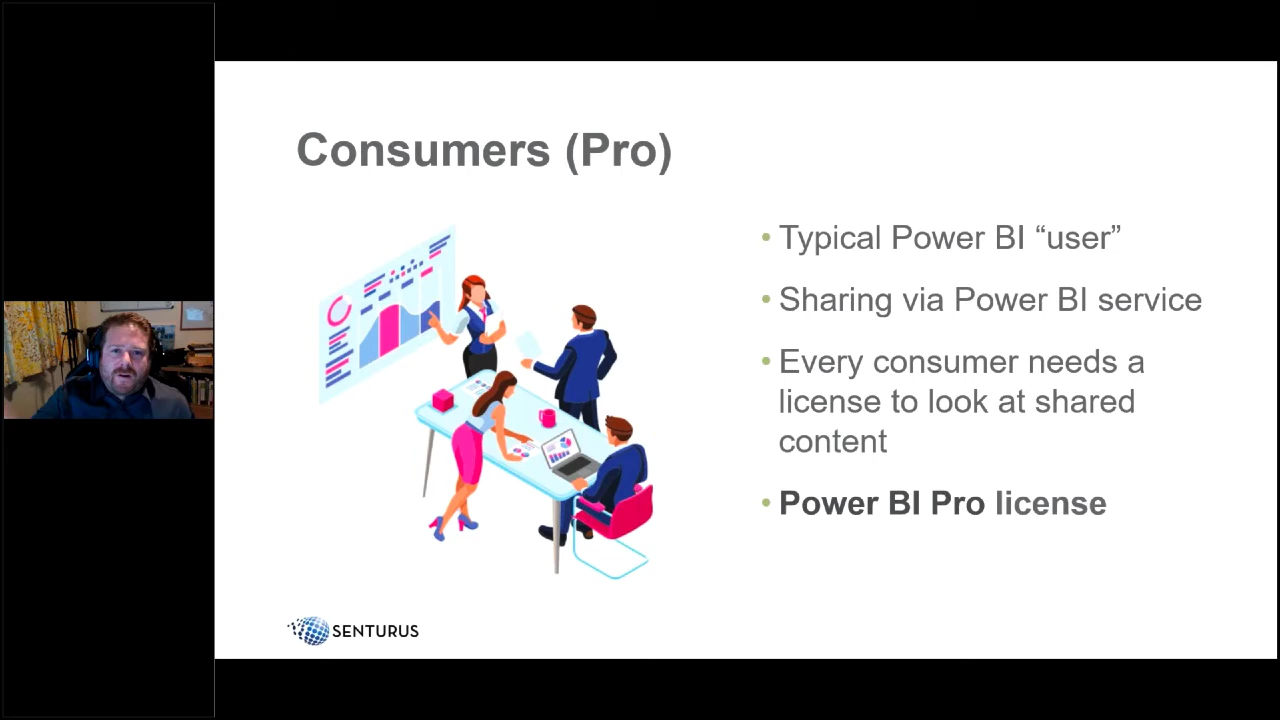 Consumers (Pro)
• Typical Power BI “user”
• Sharing via Power BI service
• Every consumer needs a
license to look at shared
content
• Power BI Pro license
SENTURUS